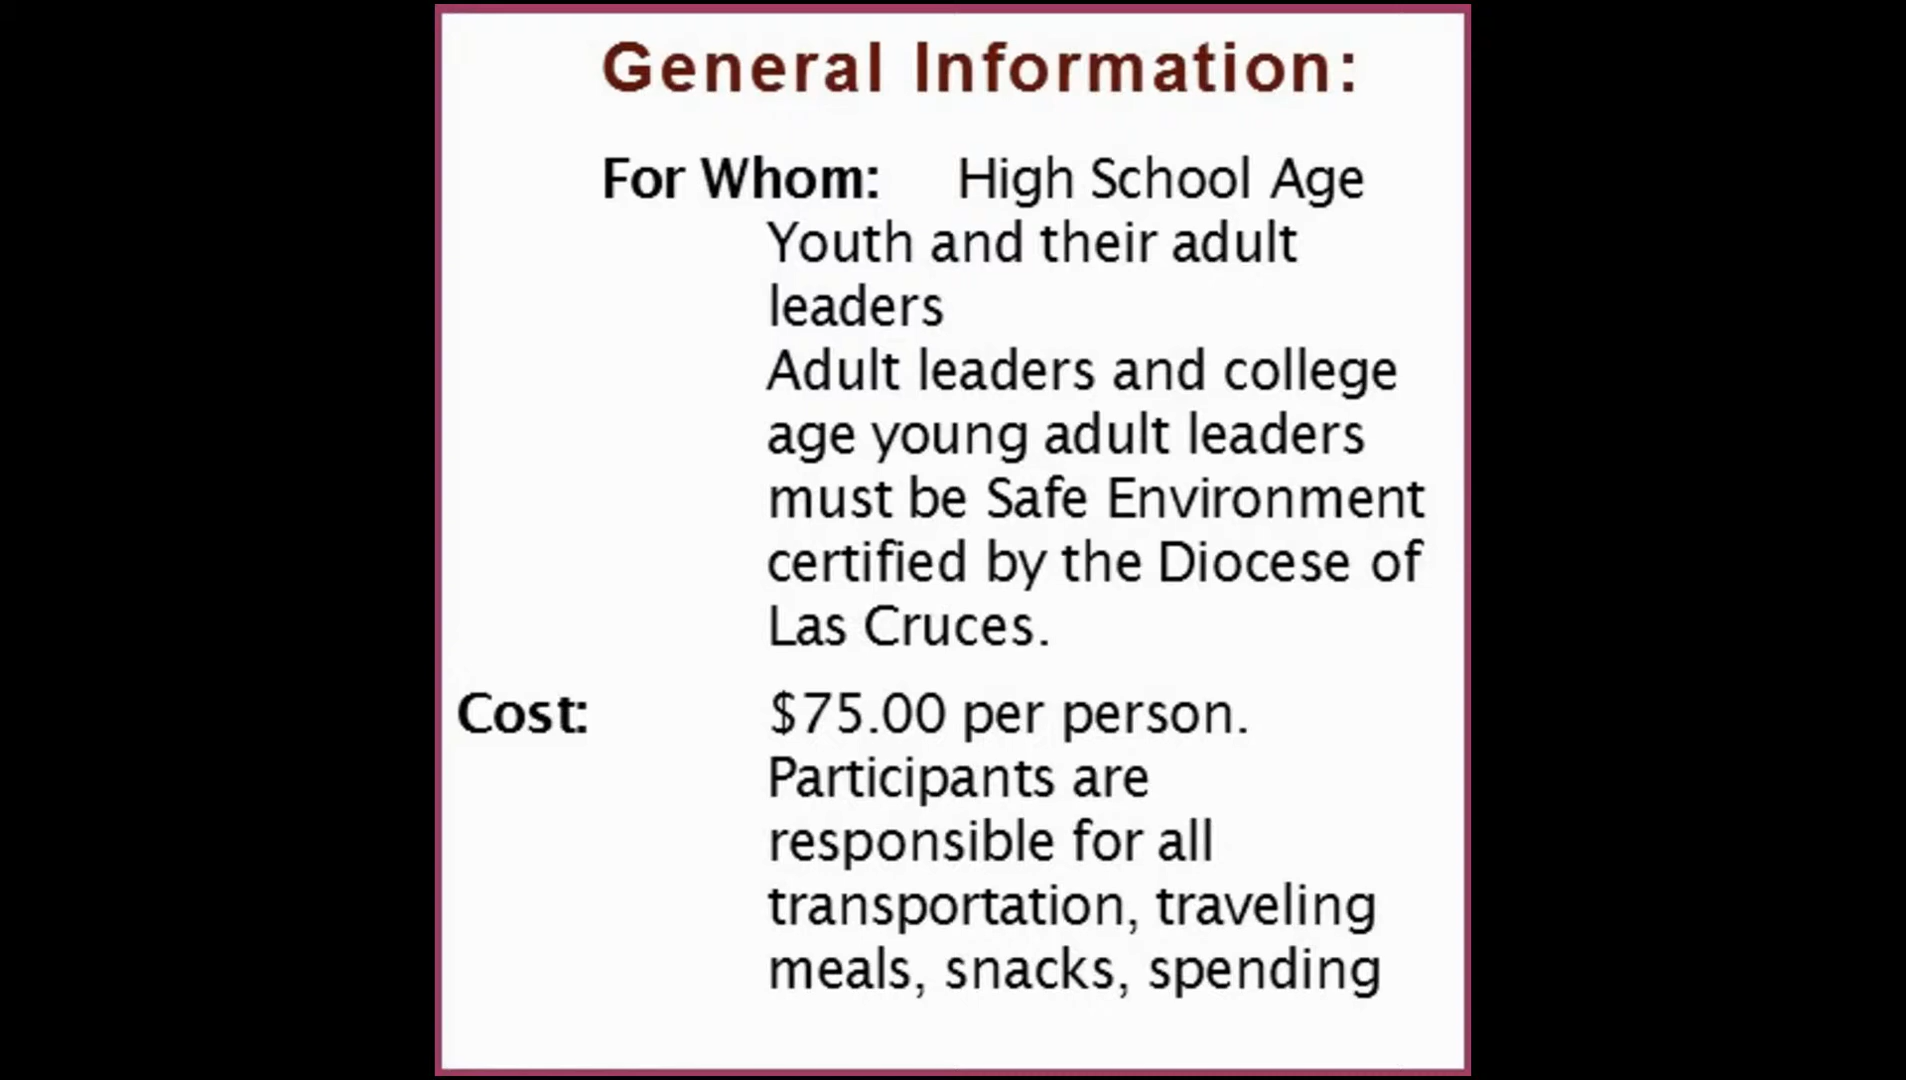 General Information:
For Whom: High School Age
Youth and their adult
leaders
Adult leaders and college
age young adult leaders
must be Safe Environment
certified by the Diocese of
Las Cruces.
Cost: $75.00 per person.
Participants are
responsible for all
transportation, traveling
meals, snacks, spending